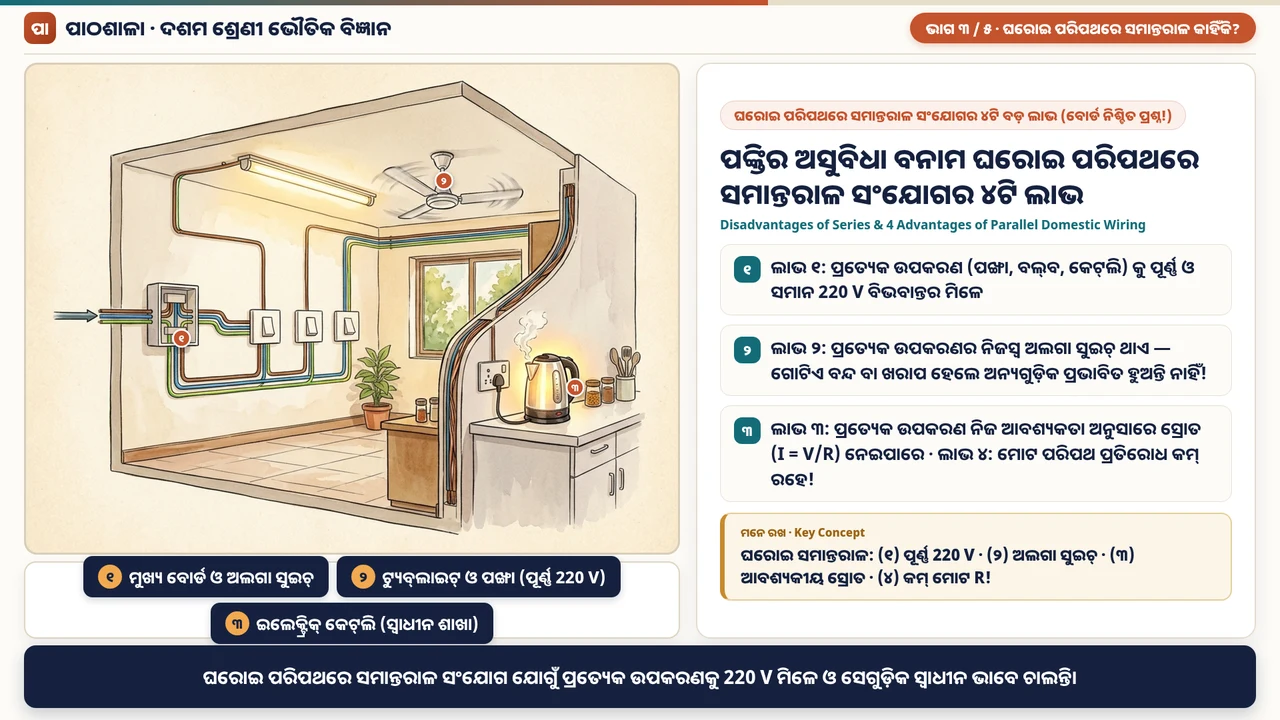 ପା ପାଠଶାଳା · ଦଶମ ଶ୍ରେଣୀ ଭୌତିକ ବିଜ୍ଞାନ
ଭାଗ ୩ / ୫ · ଘରୋଇ ପରିପଥରେ ସମାନ୍ତରାଳ କାହିଁକି?
୧
୨
୩
୧ ମୁଖ୍ୟ ବୋର୍ଡ ଓ ଅଲଗା ସୁଇଚ୍
୨ ଟ୍ୟୁବ୍‌ଲାଇଟ୍ ଓ ପଙ୍ଖା (ପୂର୍ଣ୍ଣ 220 V)
୩ ଇଲେକ୍ଟ୍ରିକ୍ କେଟ୍‌ଲି (ସ୍ୱାଧୀନ ଶାଖା)
ଘରୋଇ ପରିପଥରେ ସମାନ୍ତରାଳ ସଂଯୋଗର ୪ଟି ବଡ଼ ଲାଭ (ବୋର୍ଡ ନିଶ୍ଚିତ ପ୍ରଶ୍ନ!)
ପଙ୍କ୍ତିର ଅସୁବିଧା ବନାମ ଘରୋଇ ପରିପଥରେ
ସମାନ୍ତରାଳ ସଂଯୋଗର ୪ଟି ଲାଭ
Disadvantages of Series & 4 Advantages of Parallel Domestic Wiring
୧ ଲାଭ ୧: ପ୍ରତ୍ୟେକ ଉପକରଣ (ପଙ୍ଖା, ବଲ୍‌ବ, କେଟ୍‌ଲି) କୁ ପୂର୍ଣ୍ଣ ଓ
ସମାନ 220 V ବିଭବାନ୍ତର ମିଳେ
୨ ଲାଭ ୨: ପ୍ରତ୍ୟେକ ଉପକରଣର ନିଜସ୍ୱ ଅଲଗା ସୁଇଚ୍ ଥାଏ —
ଗୋଟିଏ ବନ୍ଦ ବା ଖରାପ ହେଲେ ଅନ୍ୟଗୁଡ଼ିକ ପ୍ରଭାବିତ ହୁଅନ୍ତି ନାହିଁ!
୩ ଲାଭ ୩: ପ୍ରତ୍ୟେକ ଉପକରଣ ନିଜ ଆବଶ୍ୟକତା ଅନୁସାରେ ସ୍ରୋତ
(I = V/R) ନେଇପାରେ · ଲାଭ ୪: ମୋଟ ପରିପଥ ପ୍ରତିରୋଧ କମ୍
ରହେ!
ମନେ ରଖ · Key Concept
ଘରୋଇ ସମାନ୍ତରାଳ: (୧) ପୂର୍ଣ୍ଣ 220 V · (୨) ଅଲଗା ସୁଇଚ୍ · (୩)
ଆବଶ୍ୟକୀୟ ସ୍ରୋତ · (୪) କମ୍ ମୋଟ R!
ଘରୋଇ ପରିପଥରେ ସମାନ୍ତରାଳ ସଂଯୋଗ ଯୋଗୁଁ ପ୍ରତ୍ୟେକ ଉପକରଣକୁ 220 V ମିଳେ ଓ ସେଗୁଡ଼ିକ ସ୍ୱାଧୀନ ଭାବେ ଚାଲନ୍ତି।